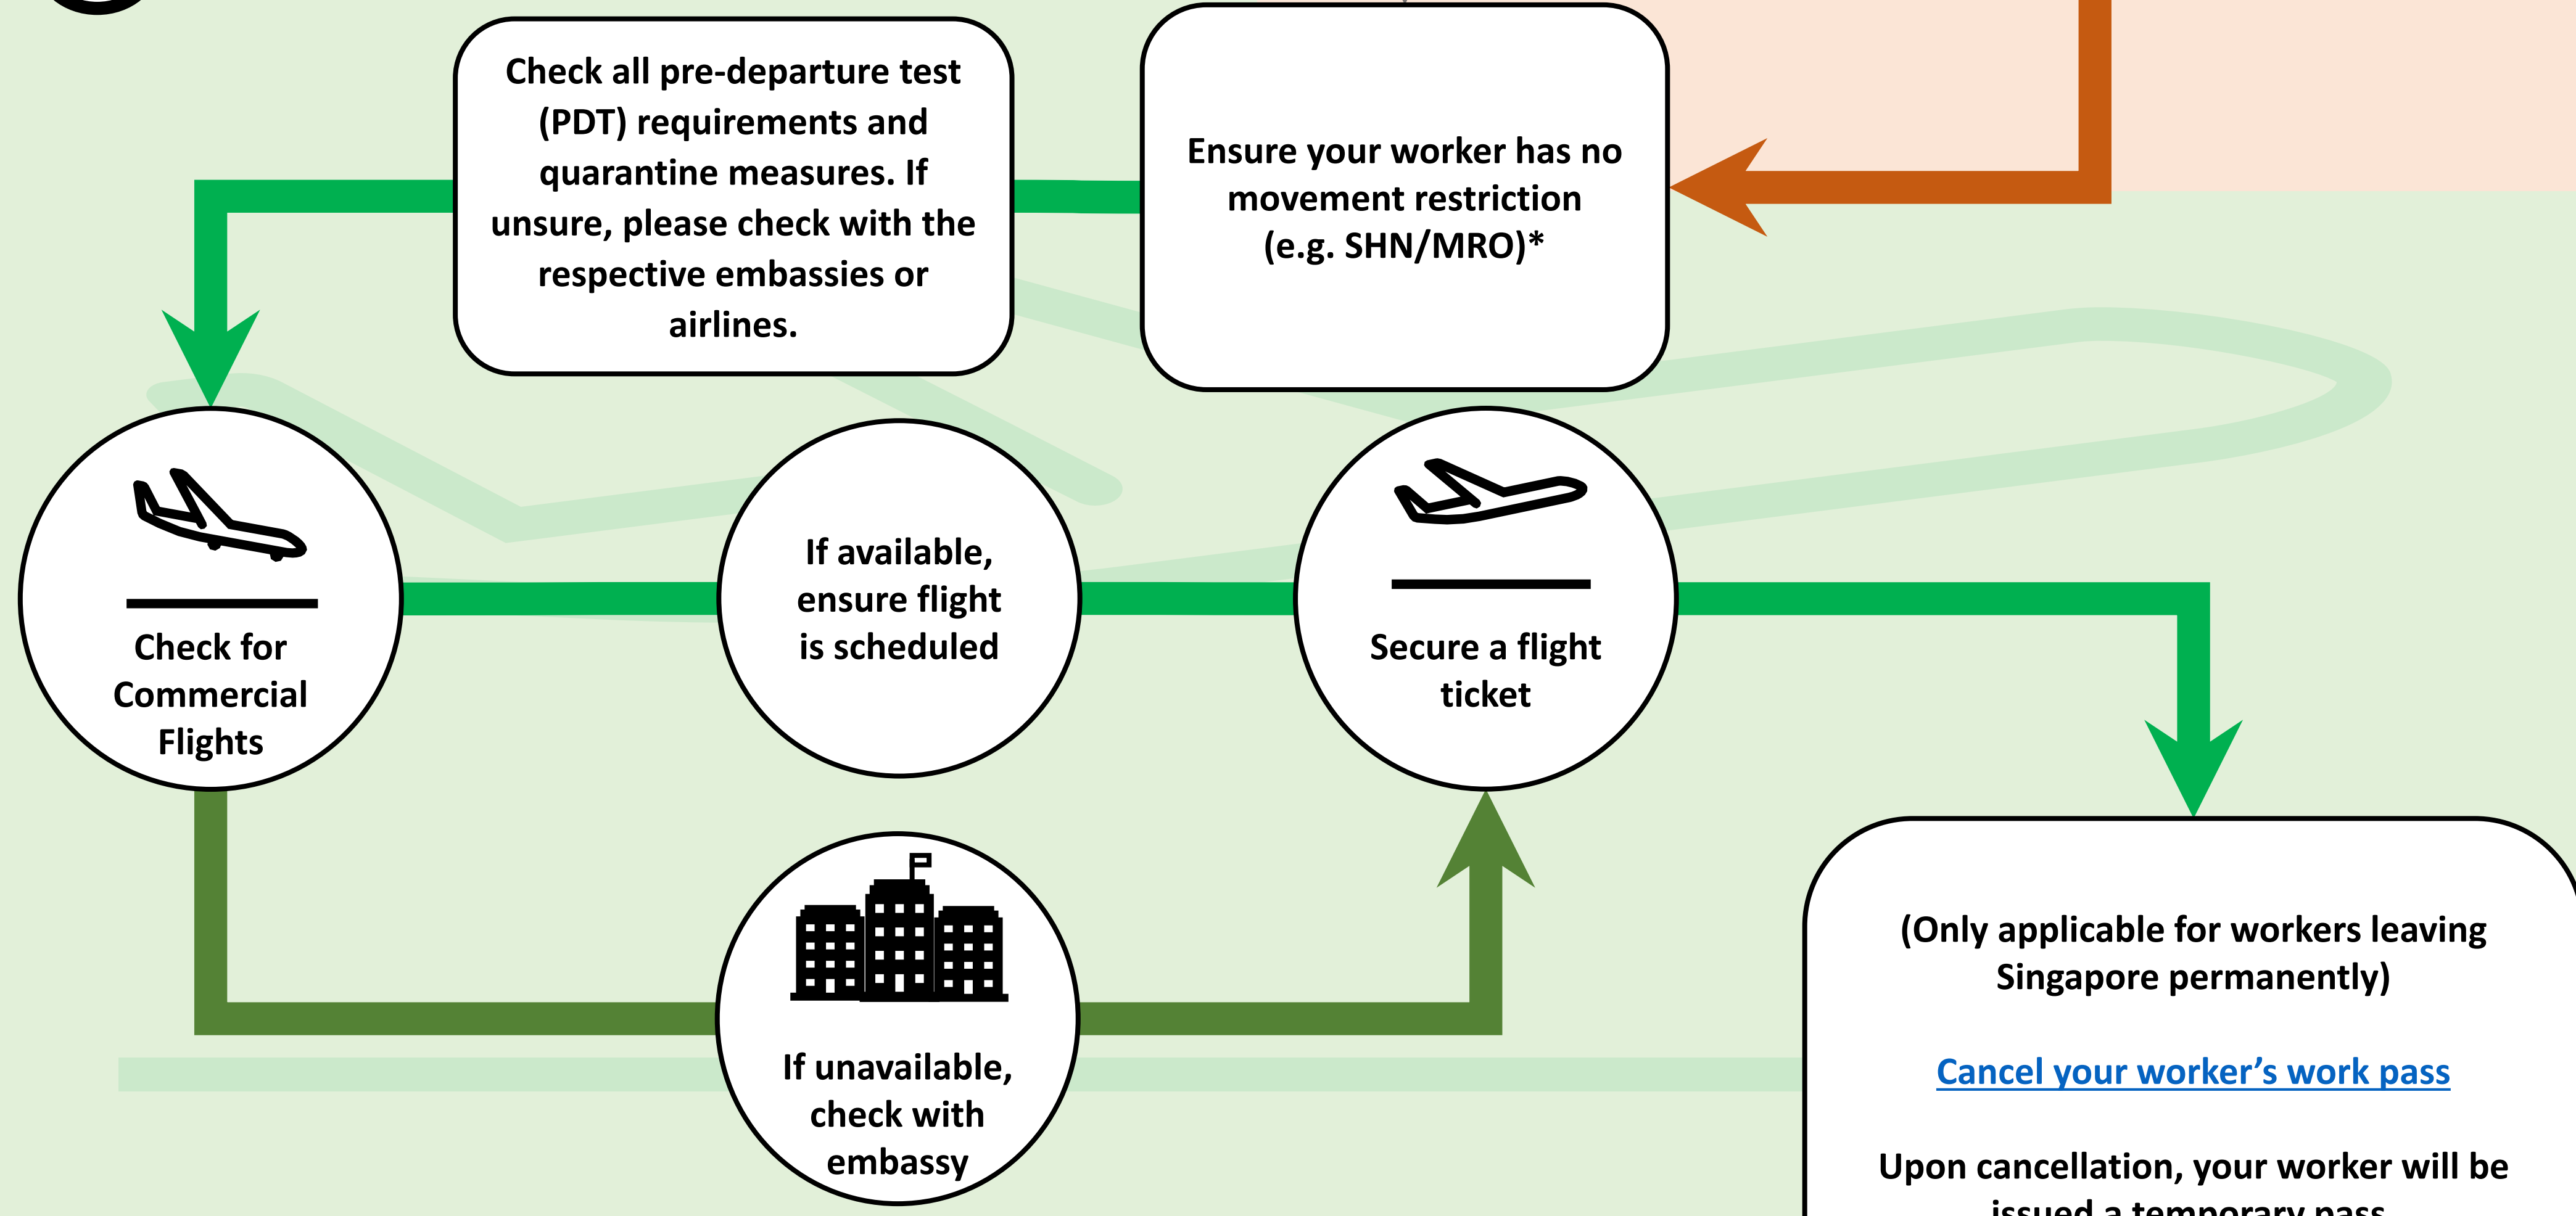 Check all pre-departure test
(PDT) requirements and
quarantine measures. If
unsure, please check with the
respective embassies or
airlines.
Ensure your worker has no
movement restriction
(e.g. SHN/MRO)*
Check for
Commercial
Flights
If available,
ensure flight
is scheduled
Secure a flight
ticket
If unavailable,
check with
embassy
(Only applicable for workers leaving
Singapore permanently)
Cancel your worker’s work pass
Upon cancellation, your worker will be
issued a temporary pass